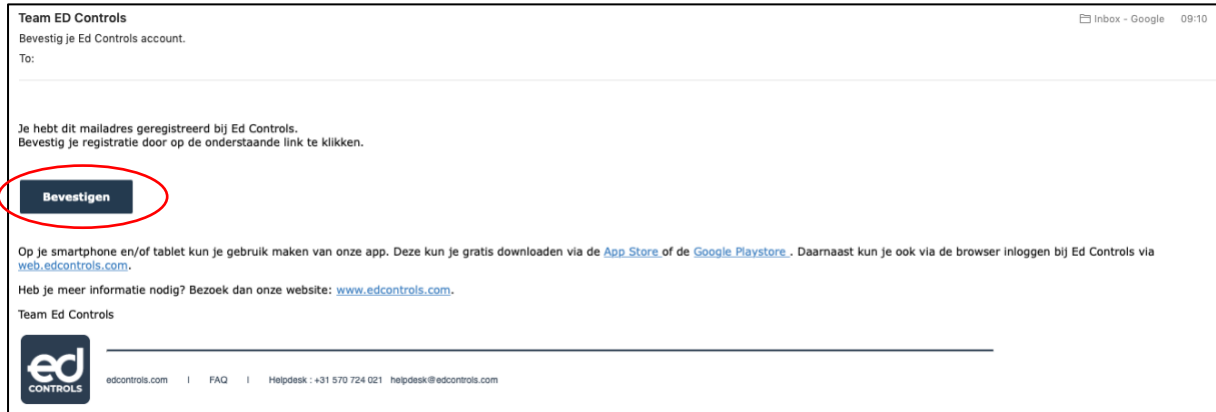 Team ED Controls
Inbox - Google 09:10
Bevestig je Ed Controls account.
To:
Je hebt dit mailadres geregistreerd bij Ed Controls.
Bevestig je registratie door op de onderstaande link te klikken.
Bevestigen
Op je smartphone en/of tablet kun je gebruik maken van onze app. Deze kun je gratis downloaden via de App Store of de Google Playstore . Daarnaast kun je ook via de browser inloggen bij Ed Controls via
web.edcontrols.com.
Heb je meer informatie nodig? Bezoek dan onze website: www.edcontrols.com.
Team Ed Controls
ed
CONTROLS
edcontrols.com | FAQ | Helpdesk : +31 570 724 021 helpdesk@edcontrols.com